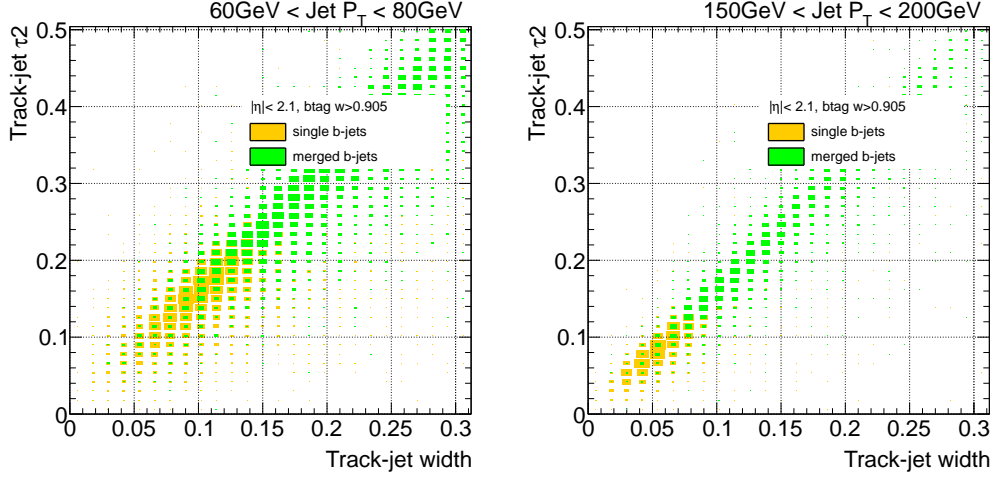 60GeV < Jet P_T < 80GeV
Track-jet τ2
0.5
0.4
0.3
0.2
0.1
0
|η|< 2.1, btag w>0.905
single b-jets
merged b-jets
0 0.05 0.1 0.15 0.2 0.25 0.3
Track-jet width
150GeV < Jet P_T < 200GeV
Track-jet τ2
0.5
0.4
0.3
0.2
0.1
0
|η|< 2.1, btag w>0.905
single b-jets
merged b-jets
0 0.05 0.1 0.15 0.2 0.25 0.3
Track-jet width